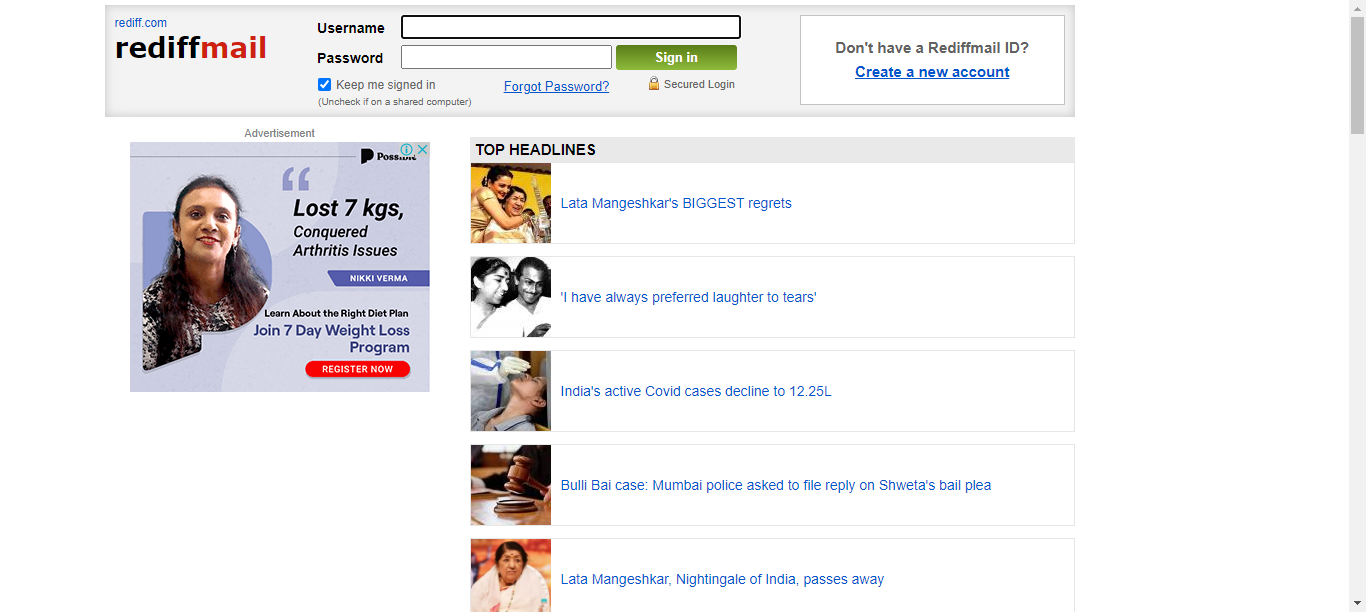 rediff.com
rediffmail
Username
Password
Sign in
Keep me signed in
Forgot Password?
Secured Login
(Uncheck if on a shared computer)
Don't have a Rediffmail ID?
Create a new account
Advertisement
Lost 7 kgs,
Conquered
Arthritis Issues
NIKKI VERMA
Learn About the Right Diet Plan
Join 7 Day Weight Loss
Program
REGISTER NOW
TOP HEADLINES
Lata Mangeshkar's BIGGEST regrets
'I have always preferred laughter to tears'
India's active Covid cases decline to 12.25L
Bulli Bai case: Mumbai police asked to file reply on Shweta's bail plea
Lata Mangeshkar, Nightingale of India, passes away